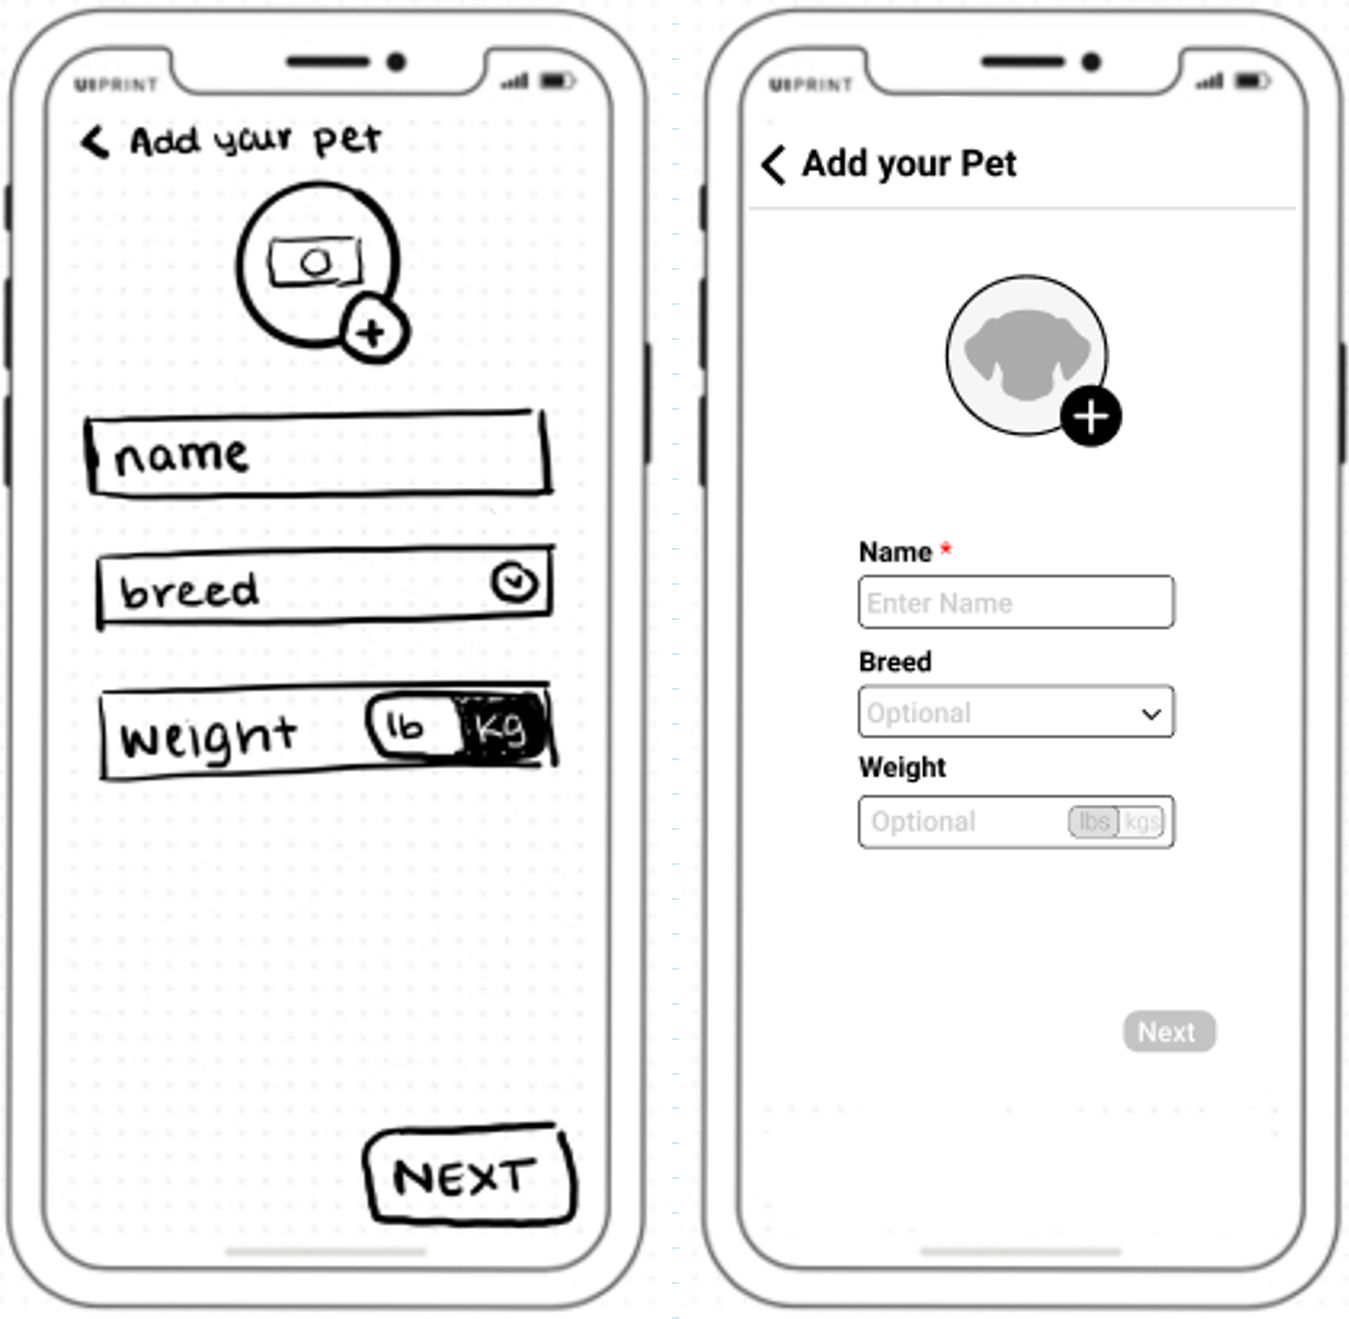 UIPRINT
Add your pet
+
name
breed
weight lb kg
NEXT
UIPRINT
Add your Pet
+
Name *
Enter Name
Breed
Optional
Weight
Optional lbs kgs
Next